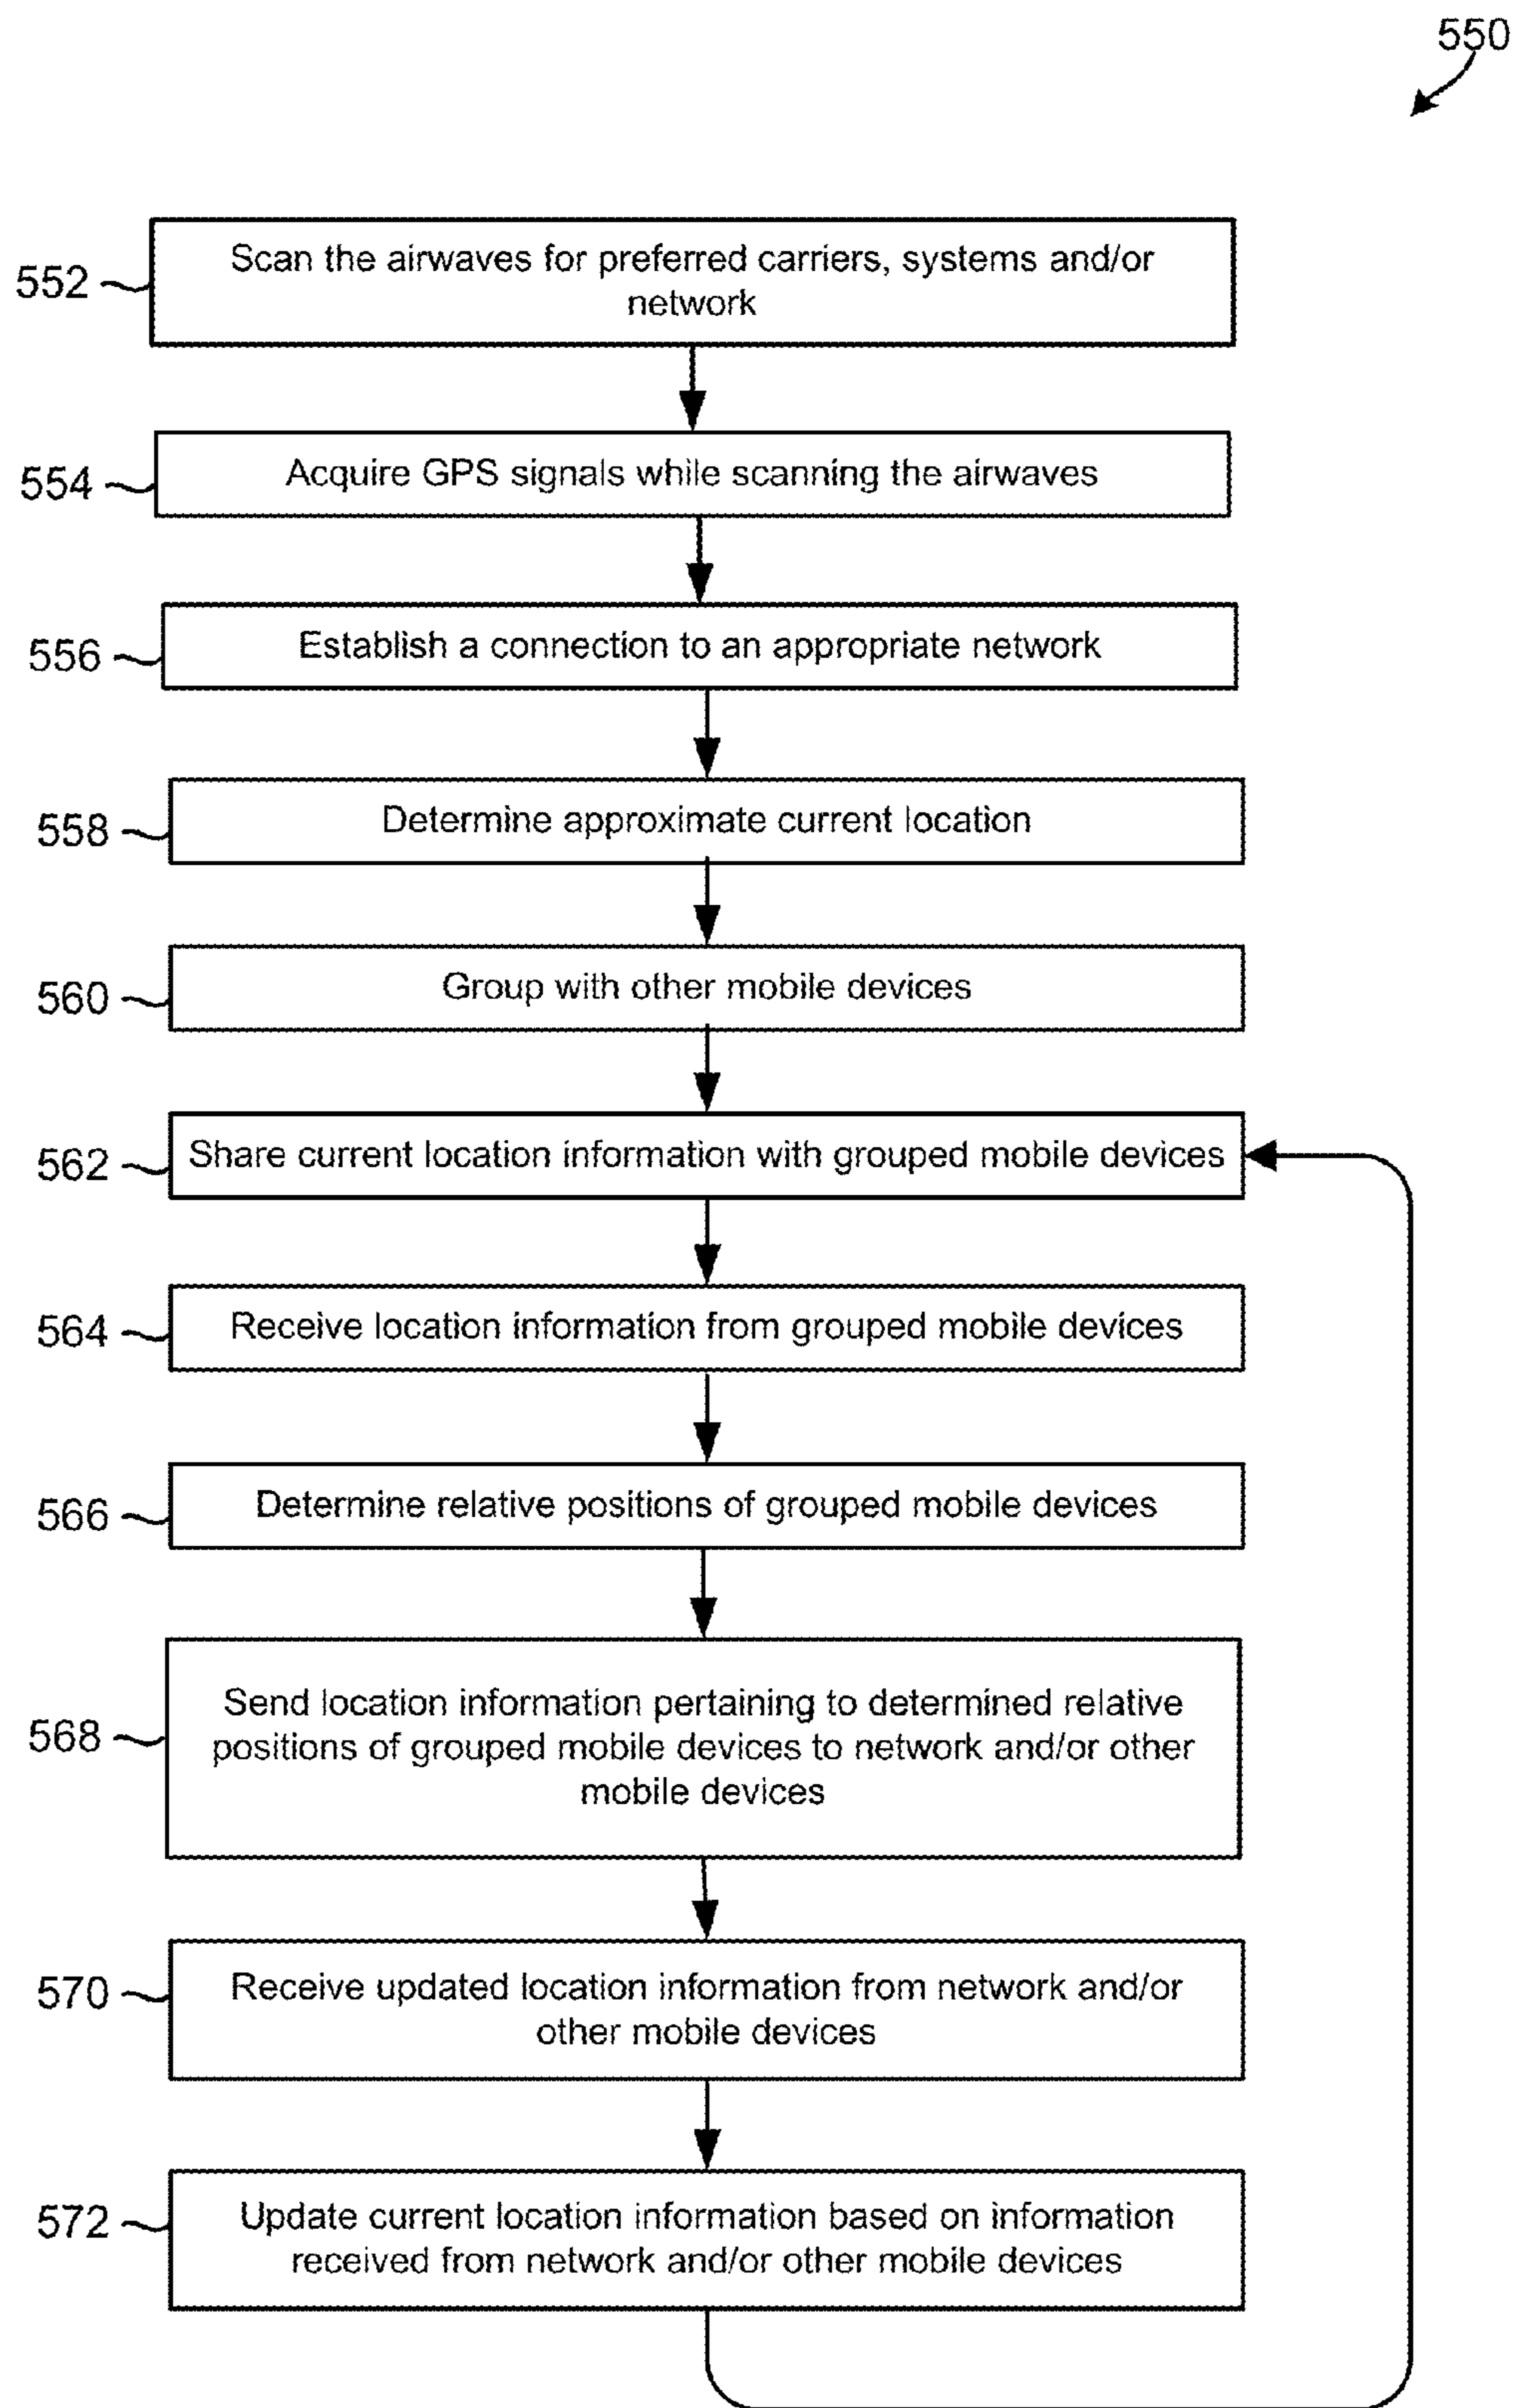 550
552
Scan the airwaves for preferred carriers, systems and/or
network
554
Acquire GPS signals while scanning the airwaves
556
Establish a connection to an appropriate network
558
Determine approximate current location
560
Group with other mobile devices
562
Share current location information with grouped mobile devices
564
Receive location information from grouped mobile devices
566
Determine relative positions of grouped mobile devices
568
Send location information pertaining to determined relative
positions of grouped mobile devices to network and/or other
mobile devices
570
Receive updated location information from network and/or
other mobile devices
572
Update current location information based on information
received from network and/or other mobile devices